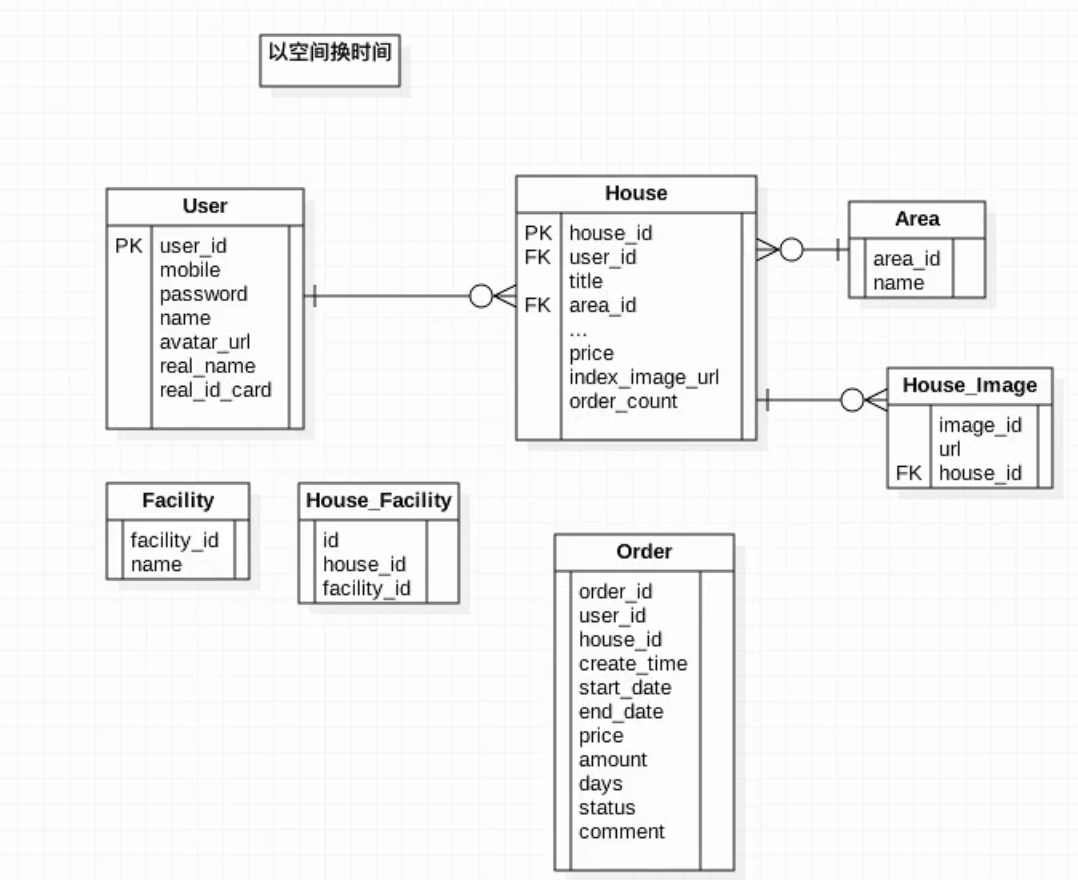 以空间换时间
User
PK user_id
mobile
password
name
avatar_url
real_name
real_id_card
House
PK house_id
FK user_id
title
FK area_id
...
price
index_image_url
order_count
Area
area_id
name
House_Image
image_id
url
FK house_id
Facility
facility_id
name
House_Facility
id
house_id
facility_id
Order
order_id
user_id
house_id
create_time
start_date
end_date
price
amount
days
status
comment